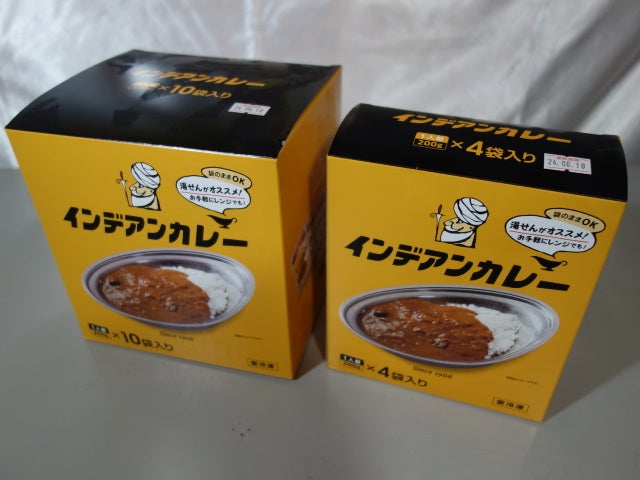 インデアンカレー
×10袋入り
24.06.10
袋のままOK
湯せんがオススメ!
お手軽にレンジでも!
インデアンカレー
Since 1968
1人前
200g
×10袋入り
要冷凍
インデアンカレー
1人前
200g
×4袋入り
24.06.10
袋のままOK
湯せんがオススメ!
お手軽にレンジでも!
インデアンカレー
Since 1968
1人前
200g
×4袋入り
要冷凍